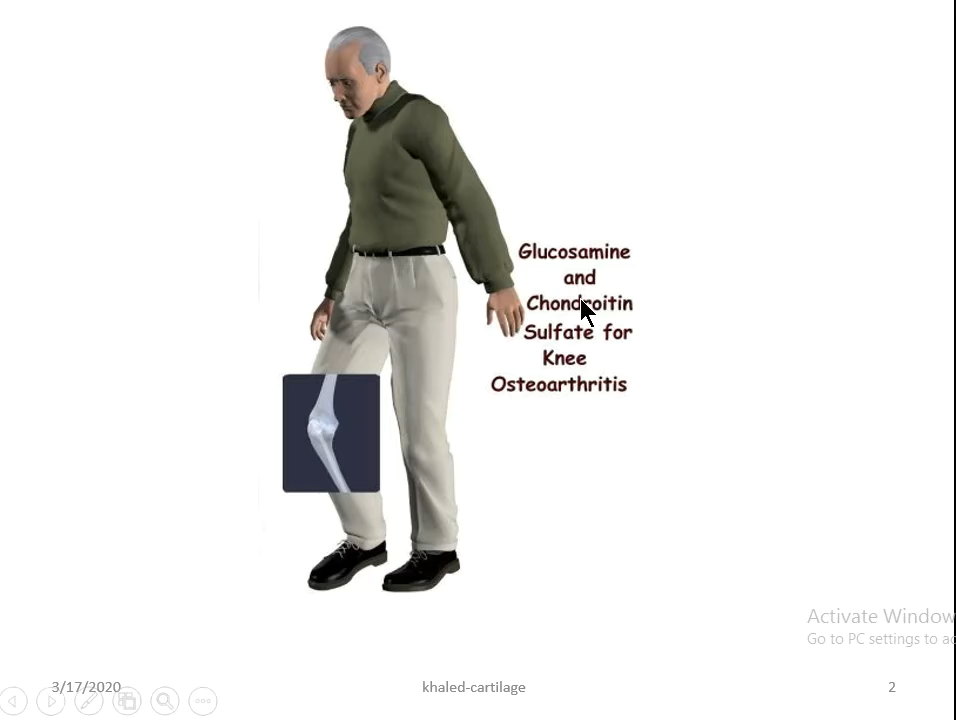 Glucosamine
and
Chondroitin
Sulfate for
Knee
Osteoarthritis
Activate Window
Go to PC settings to ac
3/17/2020
khaled-cartilage
2